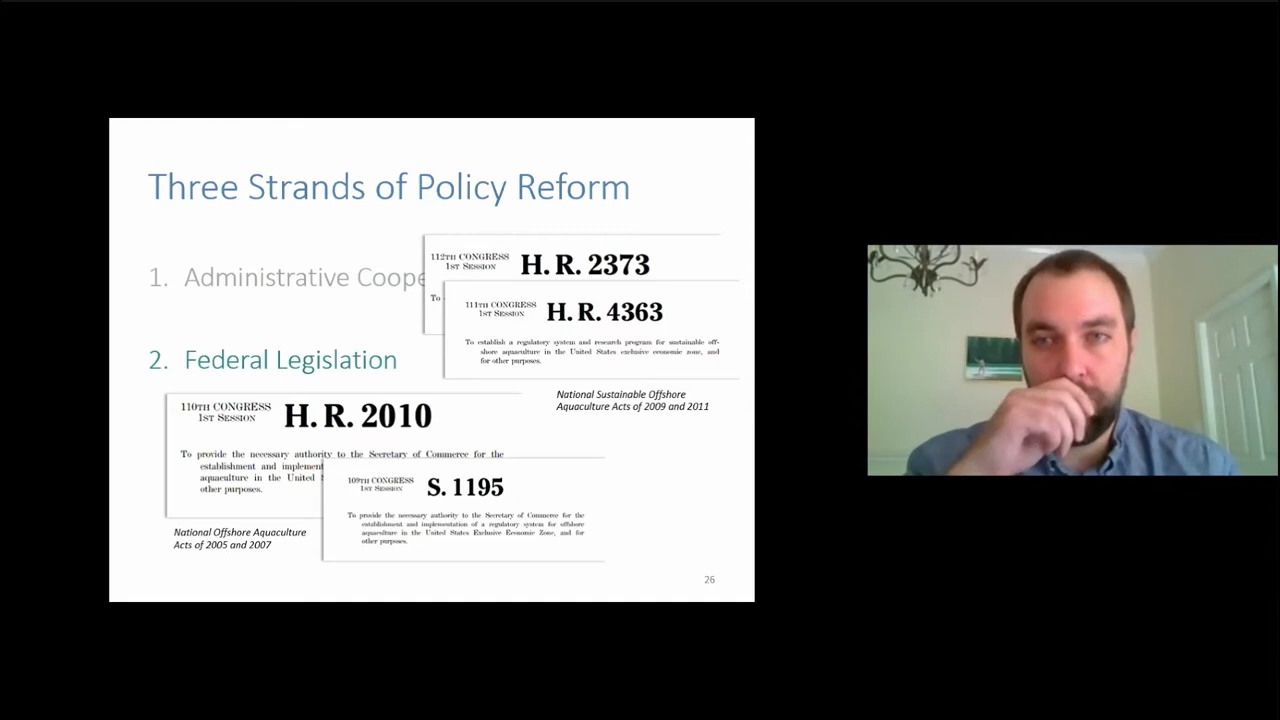 Three Strands of Policy Reform
1. Administrative Coope
112TH CONGRESS
1ST SESSION
H. R. 2373
To
111TH CONGRESS
1ST SESSION
H. R. 4363
To establish a regulatory system and research program for sustainable off-
shore aquaculture in the United States exclusive economic zone, and
for other purposes.
National Sustainable Offshore
Aquaculture Acts of 2009 and 2011
2. Federal Legislation
110TH CONGRESS
1ST SESSION
H. R. 2010
To provide the necessary authority to the Secretary of Commerce for the
establishment and implement
aquaculture in the United S
other purposes.
National Offshore Aquaculture
Acts of 2005 and 2007
109TH CONGRESS
1ST SESSION
S. 1195
To provide the necessary authority to the Secretary of Commerce for the
establishment and implementation of a regulatory system for offshore
aquaculture in the United States Exclusive Economic Zone, and for
other purposes.
26